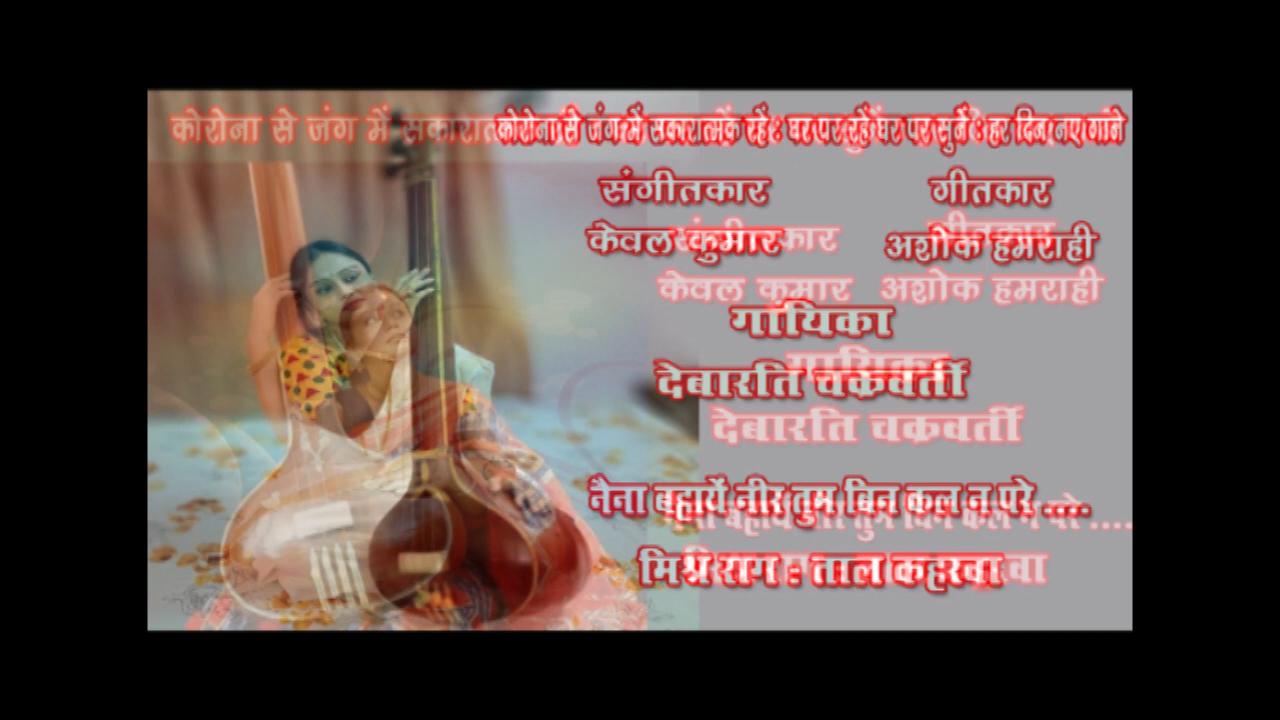 कोरोना से जंग में सकारात्मक रहें : घर पर रहें घर पर सुनें : हर दिन नए गाने
संगीतकार गीतकार
केवल कुमार अशोक हमराही
गायिका
देबारति चक्रवर्ती
नैना बहायें नीर तुम बिन कल न परे ....
मिश्र राग : ताल कहरवा